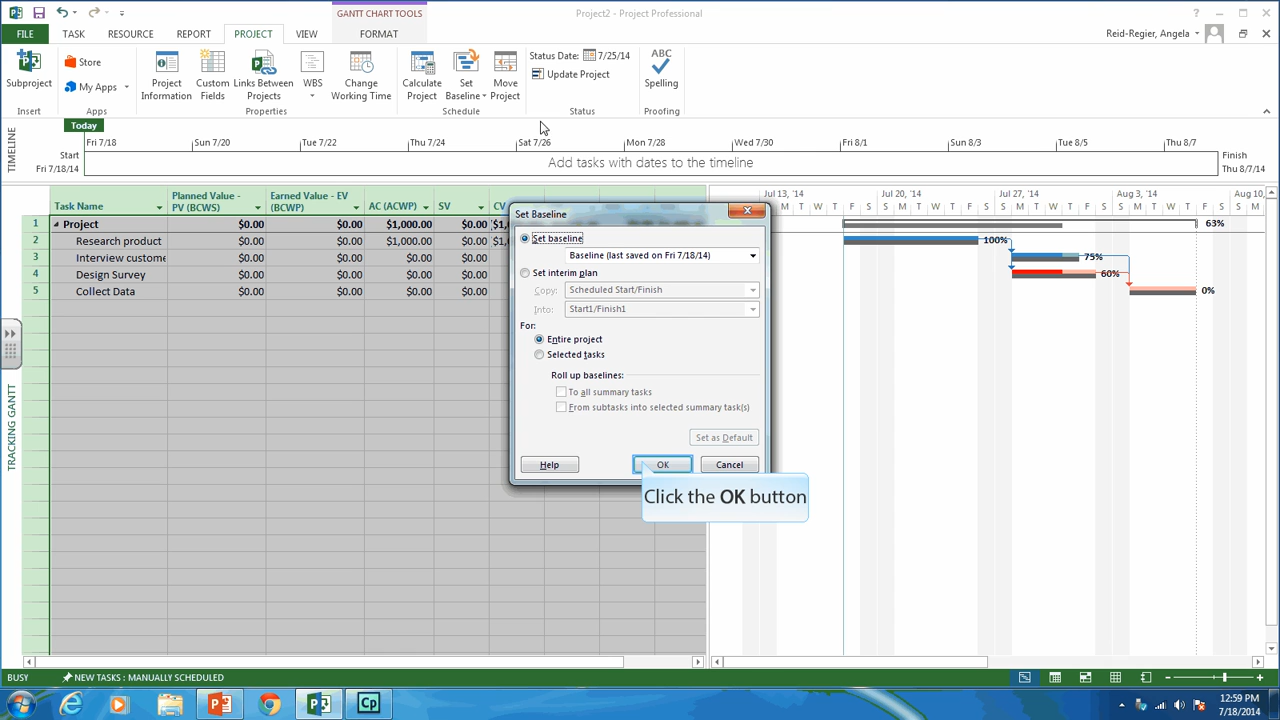 GANTT CHART TOOLS
Project2 - Project Professional
FILE TASK RESOURCE REPORT PROJECT VIEW FORMAT
Reid-Regier, Angela
Subproject
Store
My Apps
Project Information
Custom Fields
Links Between Projects
WBS
Change Working Time
Calculate Project
Set Baseline
Move Project
Status Date: 7/25/14
Update Project
ABC
Spelling
Insert Apps Properties Schedule Status Proofing
TIMELINE
Today
Fri 7/18 Sun 7/20 Tue 7/22 Thu 7/24 Sat 7/26 Mon 7/28 Wed 7/30 Fri 8/1 Sun 8/3 Tue 8/5 Thu 8/7
Start
Fri 7/18/14
Add tasks with dates to the timeline
Finish
Thu 8/7/14
Task Name
Planned Value - PV (BCWS)
Earned Value - EV (BCWP)
AC (ACWP)
SV
CV
Jul 13, '14 Jul 20, '14 Jul 27, '14 Aug 3, '14 Aug 10,
T W F S T T S M W F S T T S M W F S T T S M W F S T T S M W
1 Project $0.00 $0.00 $1,000.00 $0.00 63%
2 Research product $0.00 $0.00 $1,000.00 $0.00 100%
3 Interview custome $0.00 $0.00 $0.00 $0.00 75%
4 Design Survey $0.00 $0.00 $0.00 $0.00 60%
5 Collect Data $0.00 $0.00 $0.00 $0.00 0%
Set Baseline
Set baseline
Baseline (last saved on Fri 7/18/14)
Set interim plan
Copy: Scheduled Start/Finish
Into: Start1/Finish1
For:
Entire project
Selected tasks
Roll up baselines:
To all summary tasks
From subtasks into selected summary task(s)
Set as Default
Help OK Cancel
Click the OK button
TRACKING GANTT
BUSY NEW TASKS : MANUALLY SCHEDULED
12:59 PM
7/18/2014